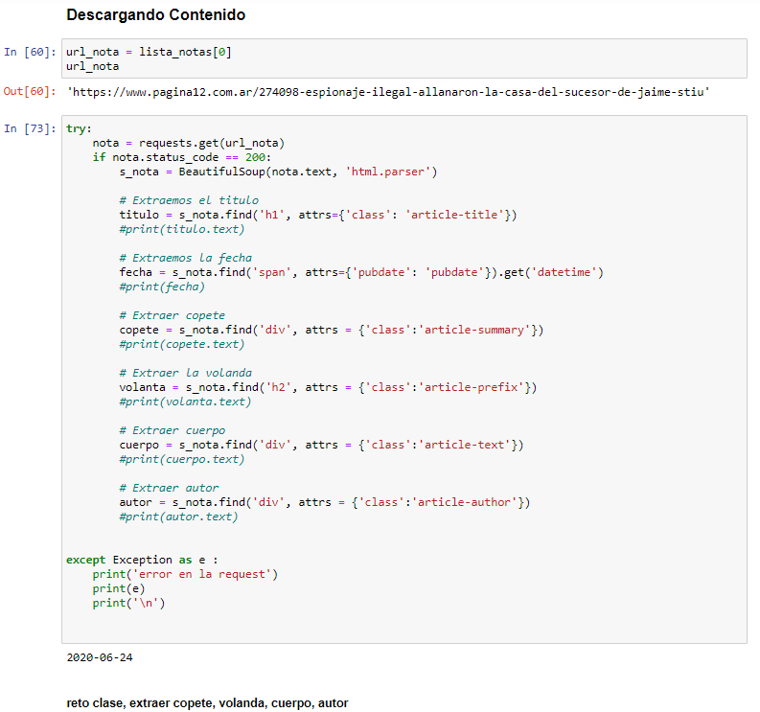 Descargando Contenido
In [60]: url_nota = lista_notas[0]
url_nota
Out[60]: 'https://www.pagina12.com.ar/274098-espionaje-ilegal-allanaron-la-casa-del-sucesor-de-jaime-stiu'
In [73]: try:
nota = requests.get(url_nota)
if nota.status_code == 200:
s_nota = BeautifulSoup(nota.text, 'html.parser')
# Extraemos el titulo
titulo = s_nota.find('h1', attrs={'class': 'article-title'})
#print(titulo.text)
# Extraemos la fecha
fecha = s_nota.find('span', attrs={'pubdate': 'pubdate'}).get('datetime')
#print(fecha)
# Extraer copete
copete = s_nota.find('div', attrs = {'class':'article-summary'})
#print(copete.text)
# Extraer la volanda
volanta = s_nota.find('h2', attrs = {'class':'article-prefix'})
#print(volanta.text)
# Extraer cuerpo
cuerpo = s_nota.find('div', attrs = {'class':'article-text'})
#print(cuerpo.text)
# Extraer autor
autor = s_nota.find('div', attrs = {'class':'article-author'})
#print(autor.text)
except Exception as e :
print('error en la request')
print(e)
print('\n')
2020-06-24
reto clase, extraer copete, volanda, cuerpo, autor